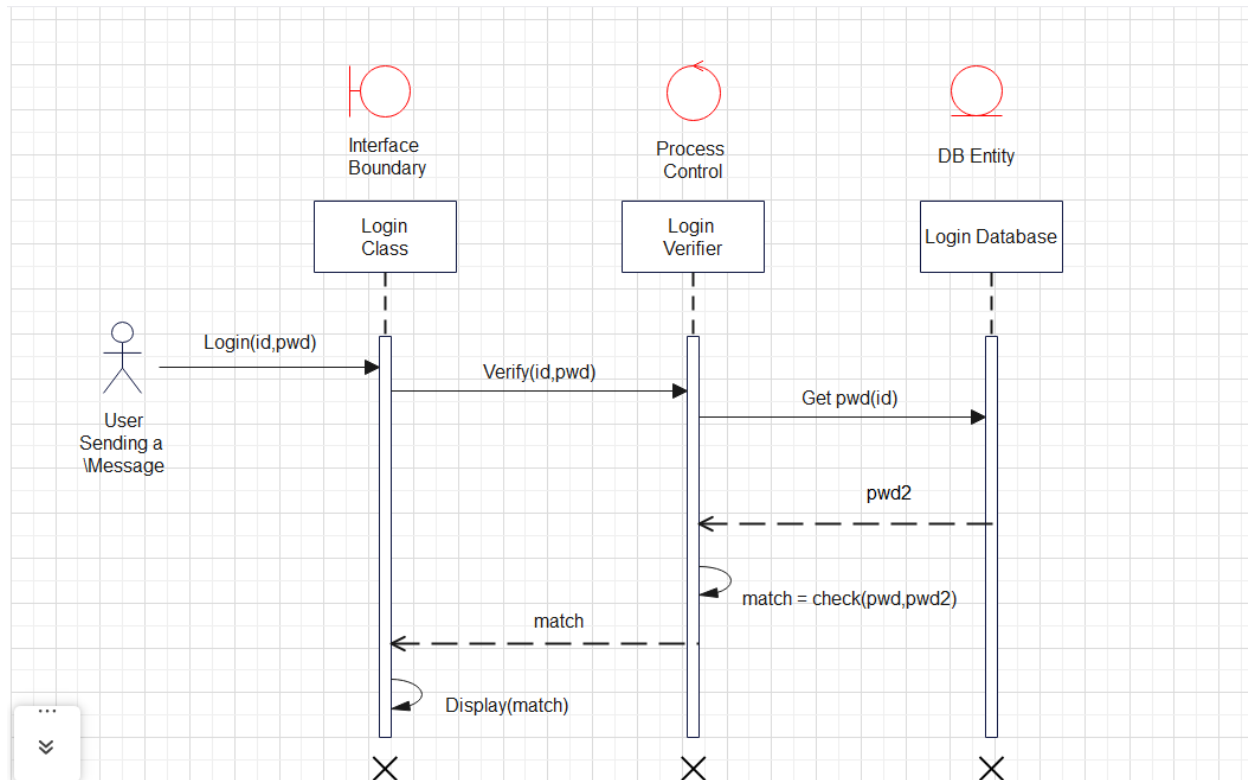 Interface
Boundary
Process
Control
DB Entity
Login
Class
Login
Verifier
Login Database
Login(id,pwd)
Verify(id,pwd)
Get pwd(id)
User
Sending a
\Message
pwd2
match = check(pwd,pwd2)
match
Display(match)